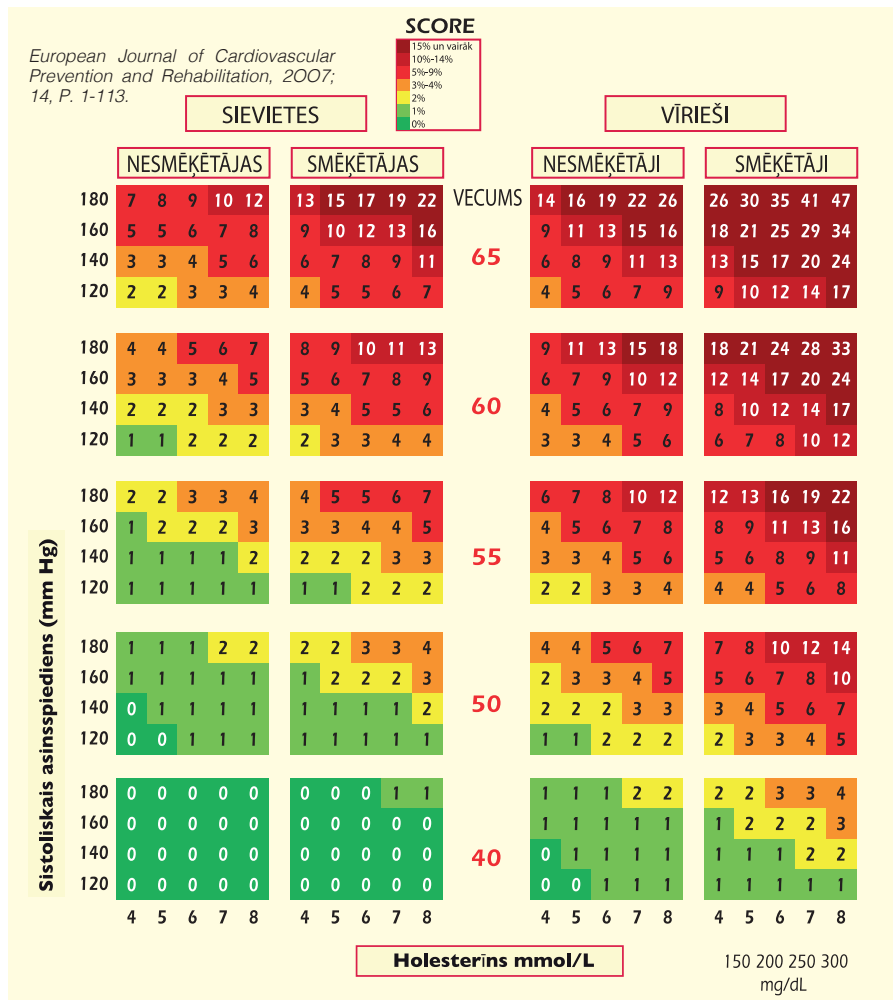 SCORE
15% un vairāk
10%-14%
5%-9%
3%-4%
2%
1%
0%
European Journal of Cardiovascular
Prevention and Rehabilitation, 2007;
14, P. 1-113.
SIEVIETES VĪRIEŠI
NESMĒĶĒTĀJAS SMĒĶĒTĀJAS NESMĒĶĒTĀJI SMĒĶĒTĀJI
VECUMS
180 7 8 9 10 12 13 15 17 19 22 14 16 19 22 26 26 30 35 41 47
160 5 5 6 7 8 9 10 12 13 16 9 11 13 15 16 18 21 25 29 34
65
140 3 3 4 5 6 6 7 8 9 11 6 8 9 11 13 13 15 17 20 24
120 2 2 3 3 4 4 5 5 6 7 4 5 6 7 9 9 10 12 14 17
180 4 4 5 6 7 8 9 10 11 13 9 11 13 15 18 18 21 24 28 33
160 3 3 3 4 5 5 6 7 8 9 6 7 9 10 12 12 14 17 20 24
60
140 2 2 2 3 3 3 4 5 5 6 4 5 6 7 9 8 10 12 14 17
120 1 1 2 2 2 2 3 3 4 4 3 3 4 5 6 6 7 8 10 12
180 2 2 3 3 4 4 5 5 6 7 6 7 8 10 12 12 13 16 19 22
160 1 2 2 2 3 3 3 4 4 5 4 5 6 7 8 8 9 11 13 16
55
140 1 1 1 1 2 2 2 2 3 3 3 3 4 5 6 5 6 8 9 11
120 1 1 1 1 1 1 1 2 2 2 2 2 3 3 4 4 4 5 6 8
180 1 1 1 2 2 2 2 3 3 4 4 4 5 6 7 7 8 10 12 14
160 1 1 1 1 1 1 2 2 2 3 2 3 3 4 5 5 6 7 8 10
50
140 0 1 1 1 1 1 1 1 1 2 2 2 2 3 3 3 4 5 6 7
120 0 0 1 1 1 1 1 1 1 1 1 1 2 2 2 2 3 3 4 5
180 0 0 0 0 0 0 0 0 1 1 1 1 1 2 2 2 2 3 3 4
160 0 0 0 0 0 0 0 0 0 0 1 1 1 1 1 1 2 2 2 3
140 0 0 0 0 0 0 0 0 0 0 0 1 1 1 1 1 1 1 2 2
40
120 0 0 0 0 0 0 0 0 0 0 0 0 1 1 1 1 1 1 1 1
4 5 6 7 8 4 5 6 7 8 4 5 6 7 8 4 5 6 7 8
Sistoliskais asinsspiediens (mm Hg)
Holesterīns mmol/L
150 200 250 300
mg/dL